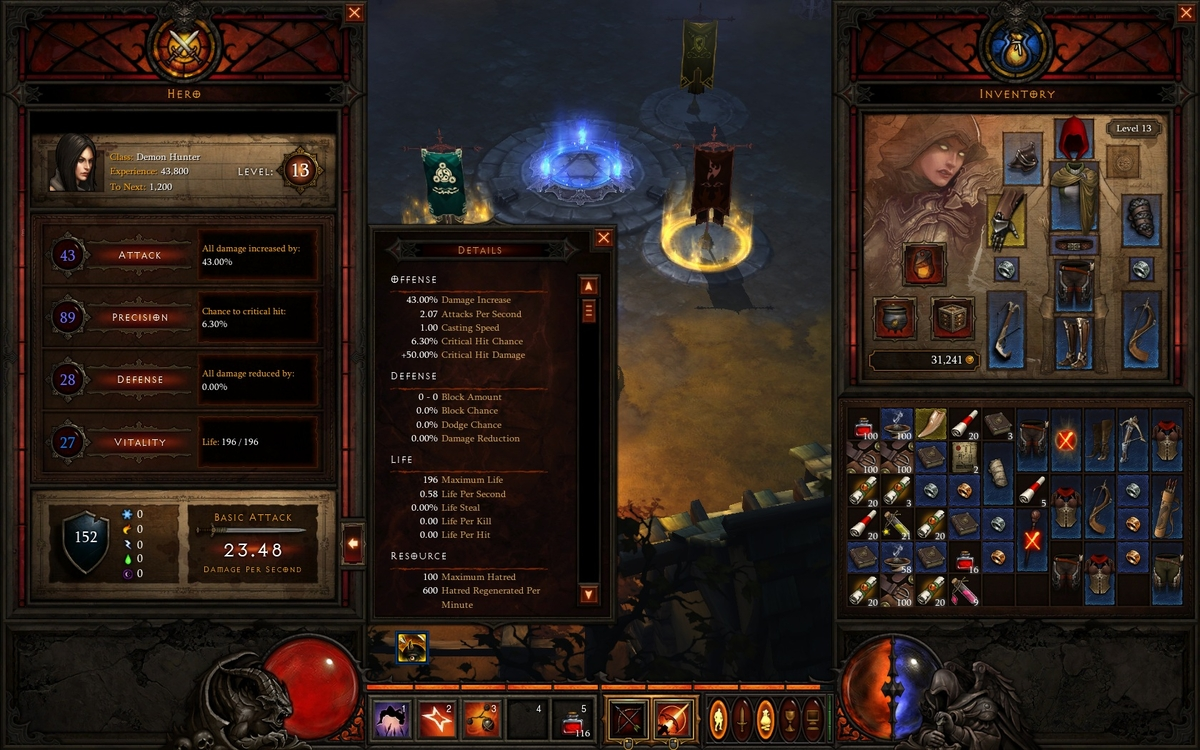 HERO
Class: Demon Hunter
Experience: 43,800
To Next: 1,200
LEVEL:
13
43
ATTACK
All damage increased by:
43.00%
89
PRECISION
Chance to critical hit:
6.30%
28
DEFENSE
All damage reduced by:
0.00%
27
VITALITY
Life: 196 / 196
152
0
0
0
0
0
BASIC ATTACK
23.48
DAMAGE PER SECOND
DETAILS
OFFENSE
43.00% Damage Increase
2.07 Attacks Per Second
1.00 Casting Speed
6.30% Critical Hit Chance
+50.00% Critical Hit Damage
DEFENSE
0 - 0 Block Amount
0.0% Block Chance
0.0% Dodge Chance
0.00% Damage Reduction
LIFE
196 Maximum Life
0.58 Life Per Second
0.00% Life Steal
0.00 Life Per Kill
0.00 Life Per Hit
RESOURCE
100 Maximum Hatred
600 Hatred Regenerated Per
Minute
INVENTORY
Level 13
31,241
100 100 20 3
100 100 2
20 3 5
20 20
58 16
20 100 20 9
1 2 3 4 5
116